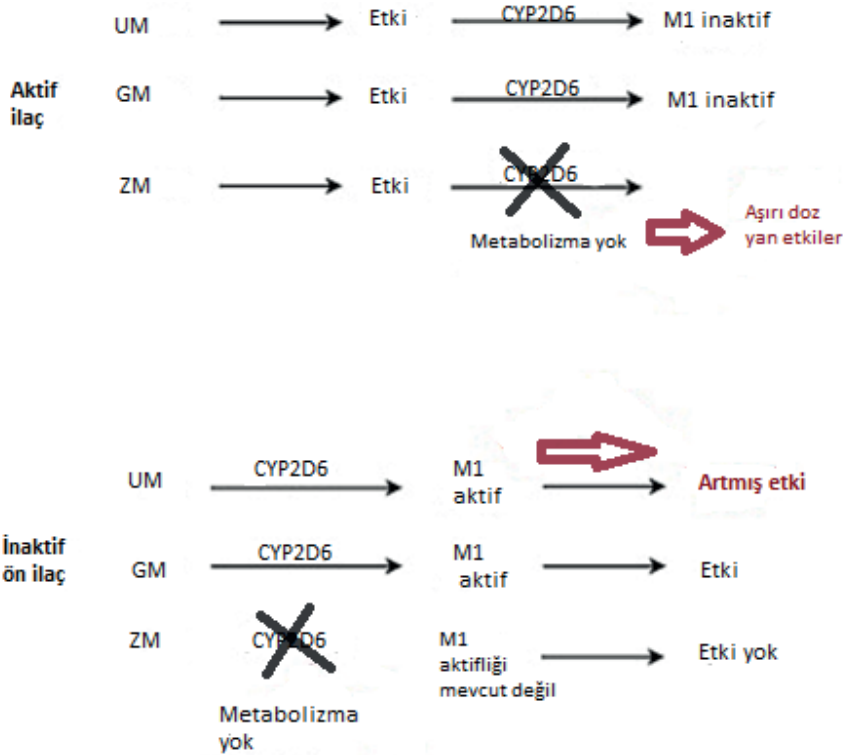 UM Etki CYP2D6 M1 inaktif
Aktif
ilaç
GM Etki CYP2D6 M1 inaktif
ZM Etki CYP2D6
Metabolizma yok
Aşırı doz
yan etkiler
UM CYP2D6 M1
aktif
Artmış etki
İnaktif
ön ilaç
GM CYP2D6 M1
aktif
Etki
ZM CYP2D6 M1
aktifliği
mevcut değil
Etki yok
Metabolizma
yok